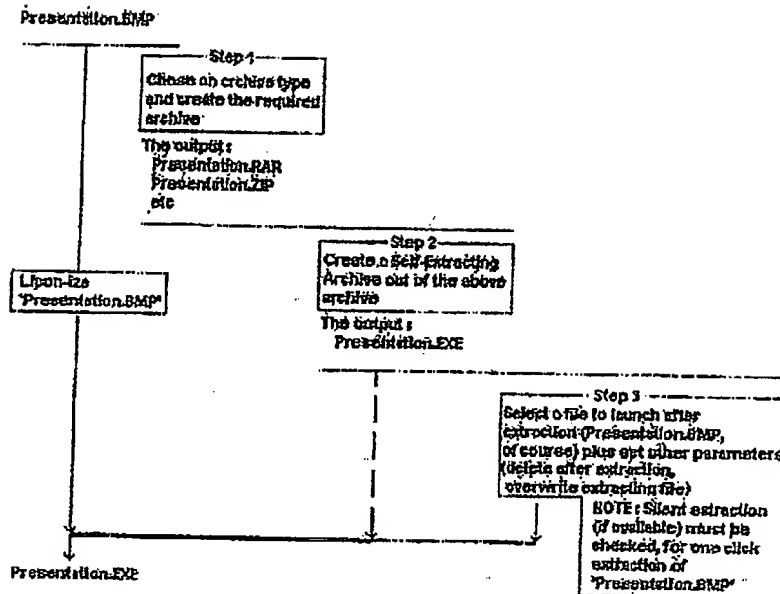 Presentation.BMP
Step 1
Choose an archive type
and create the required
archive
The output:
Presentation.RAR
Presentation.ZIP
etc
Step 2
Create a Self-Extracting
Archive out of the above
archive
The output:
Presentation.EXE
"Presentation.BMP"
Step 3
Select a file to launch after
extraction (Presentation.BMP,
of course) plus set other parameters
(delete after extraction,
overwrite extracting file)
NOTE: Silent extraction
(if available) must be
checked, for one click
extraction of
"Presentation.BMP"
Presentation.EXE